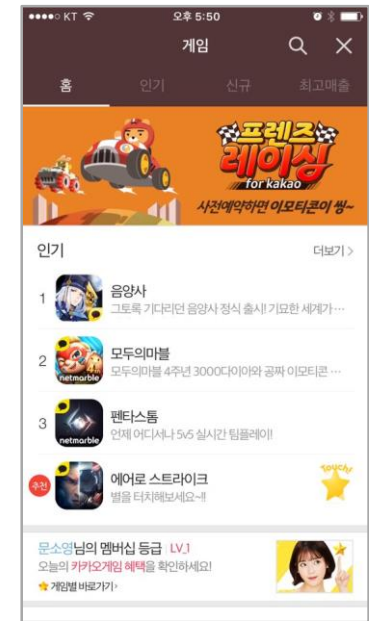 KT 오후 5:50
게임
홈 인기 신규 최고매출
프렌즈
레이싱
for kakao
사전예약하면 이모티콘이 씽~
인기 더보기 >
1 음양사
그토록 기다리던 음양사 정식 출시! 기묘한 세계가 …
2 모두의마블
netmarble
모두의마블 4주년 3000다이아와 공짜 이모티콘 …
3 펜타스톰
netmarble
언제 어디서나 5v5 실시간 팀플레이!
추천 에어로 스트라이크
별을 터치해보세요~!!
Touch!
문소영님의 멤버십 등급 LV.1
오늘의 카카오게임 혜택을 확인하세요!
게임별 바로가기>